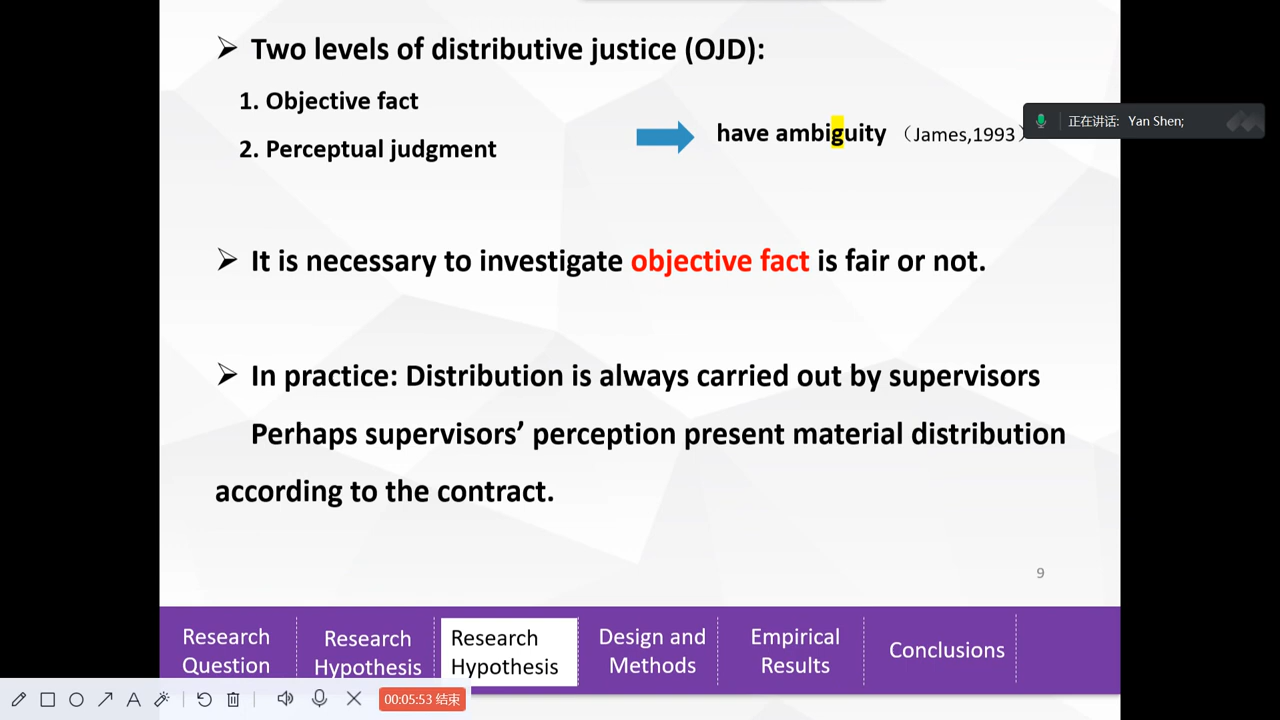 Two levels of distributive justice (OJD):
1. Objective fact
2. Perceptual judgment
have ambiguity （James,1993）
正在讲话: Yan Shen;
It is necessary to investigate objective fact is fair or not.
In practice: Distribution is always carried out by supervisors
Perhaps supervisors’ perception present material distribution
according to the contract.
9
Research
Question
Research
Hypothesis
Research
Hypothesis
Design and
Methods
Empirical
Results
Conclusions
00:05:53 结束